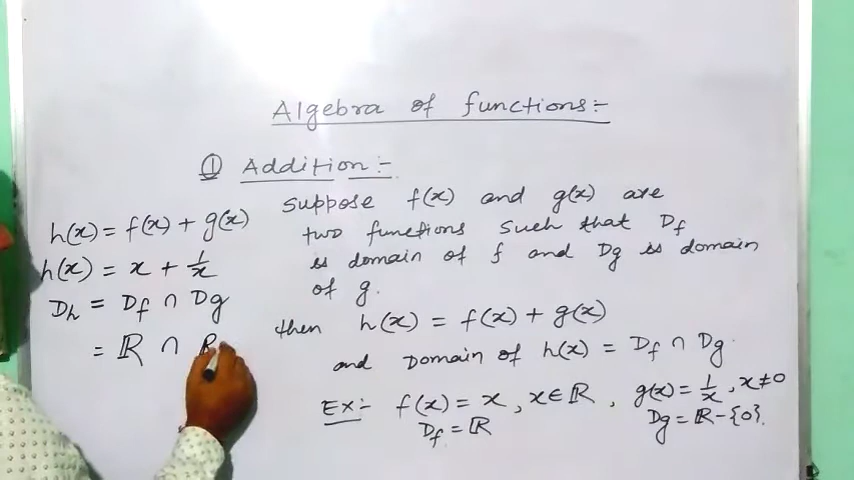 Algebra of functions:-
① Addition:-
Suppose f(x) and g(x) are
two functions such that Df
is domain of f and Dg is domain
of g.
then h(x) = f(x) + g(x)
and Domain of h(x) = Df ∩ Dg.
Ex:- f(x) = x, x∈ℝ, g(x) = 1/x, x≠0
Df = ℝ Dg = ℝ-{0}.
h(x) = f(x) + g(x)
h(x) = x + 1/x
Dh = Df ∩ Dg
= ℝ ∩ ℝ